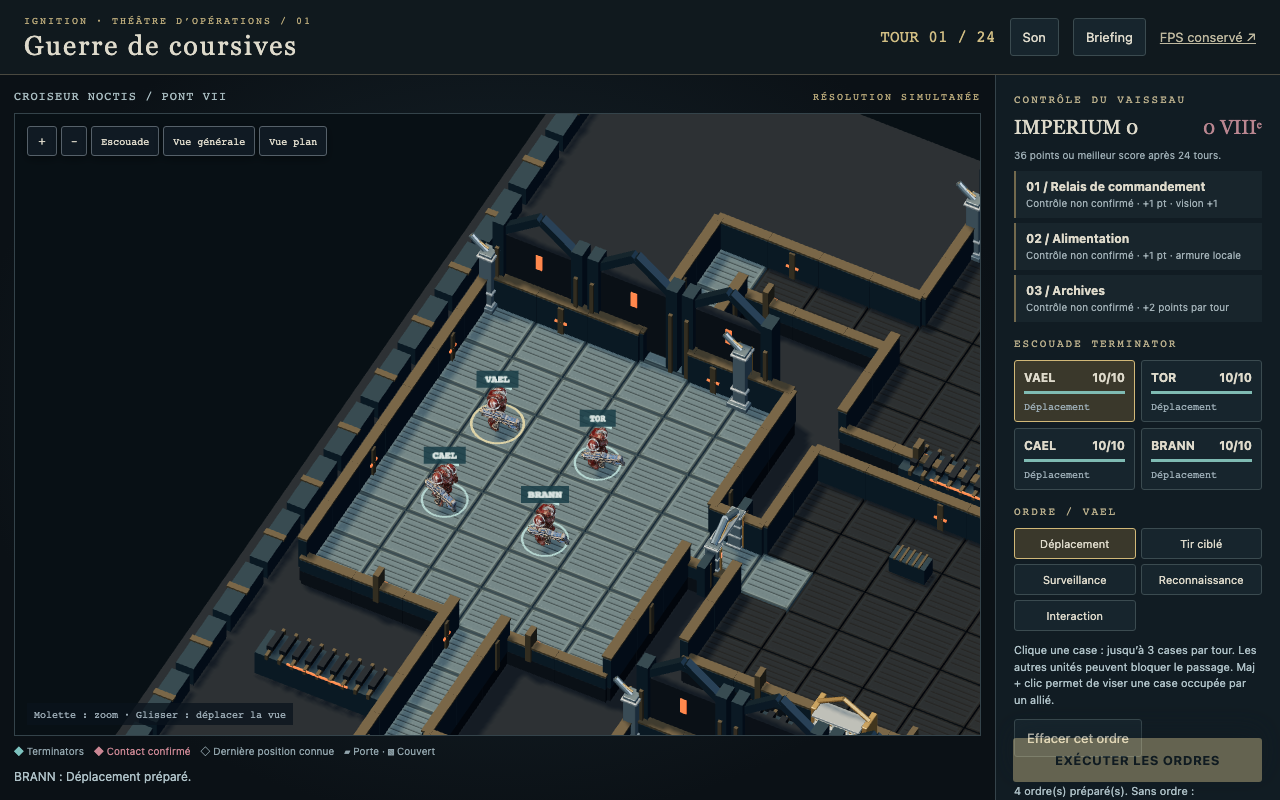 IGNITION · THÉÂTRE D'OPÉRATIONS / 01
Guerre de coursives
TOUR 01 / 24
Son
Briefing
FPS conservé ↗
CROISEUR NOCTIS / PONT VII
RÉSOLUTION SIMULTANÉE
+
−
Escouade
Vue générale
Vue plan
VAEL
TOR
CAEL
BRANN
Molette : zoom · Glisser : déplacer la vue
◆ Terminators
◆ Contact confirmé
◇ Dernière position connue
▰ Porte · ▦ Couvert
BRANN : Déplacement préparé.
CONTRÔLE DU VAISSEAU
IMPERIUM 0
0 VIIIᵉ
36 points ou meilleur score après 24 tours.
01 / Relais de commandement
Contrôle non confirmé · +1 pt · vision +1
02 / Alimentation
Contrôle non confirmé · +1 pt · armure locale
03 / Archives
Contrôle non confirmé · +2 points par tour
ESCOUADE TERMINATOR
VAEL 10/10
Déplacement
TOR 10/10
Déplacement
CAEL 10/10
Déplacement
BRANN 10/10
Déplacement
ORDRE / VAEL
Déplacement
Tir ciblé
Surveillance
Reconnaissance
Interaction
Clique une case : jusqu'à 3 cases par tour. Les
autres unités peuvent bloquer le passage. Maj
+ clic permet de viser une case occupée par
un allié.
Effacer cet ordre
EXÉCUTER LES ORDRES
4 ordre(s) préparé(s). Sans ordre :